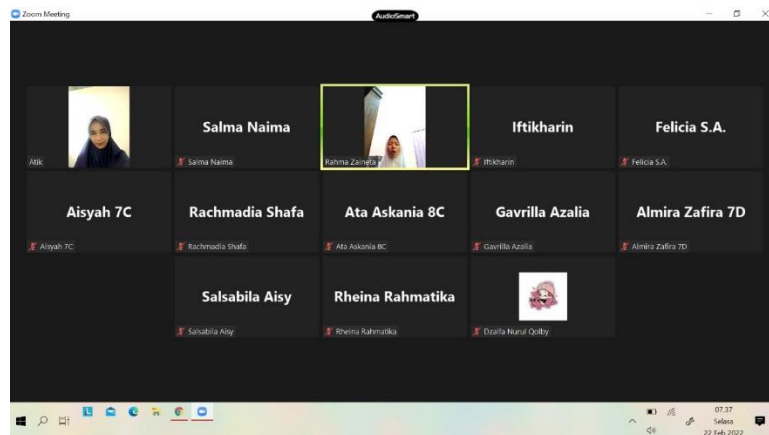 Zoom Meeting
AudioSmart
Atik
Salma Naima
Salma Naima
Rahma Zaineta
Iftikharin
Iftikharin
Felicia S.A.
Felicia S.A.
Aisyah 7C
Aisyah 7C
Rachmadia Shafa
Rachmadia Shafa
Ata Askania 8C
Ata Askania 8C
Gavrilla Azalia
Gavrilla Azalia
Almira Zafira 7D
Almira Zafira 7D
Salsabila Aisy
Salsabila Aisy
Rheina Rahmatika
Rheina Rahmatika
Dzalfa Nurul Qolby
07.37
Selasa
22 Feb 2022